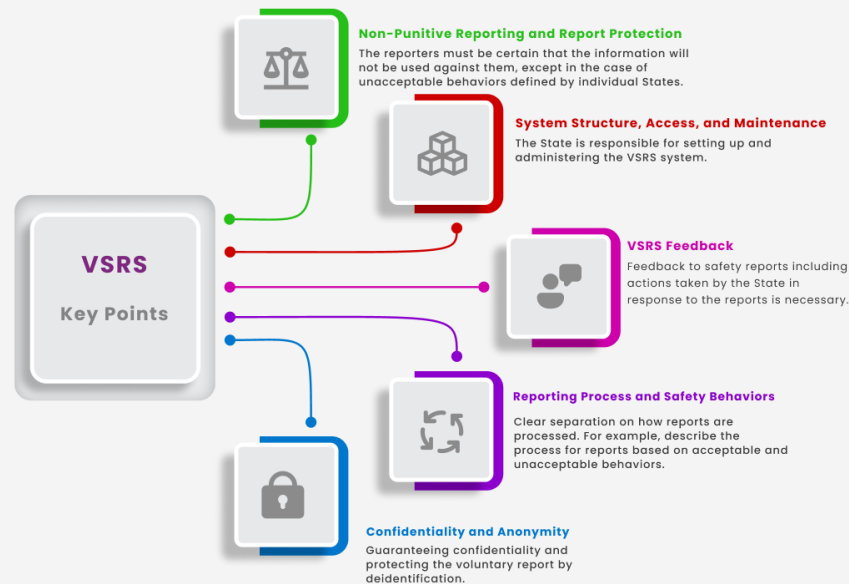 Non-Punitive Reporting and Report Protection
The reporters must be certain that the information will
not be used against them, except in the case of
unacceptable behaviors defined by individual States.
System Structure, Access, and Maintenance
The State is responsible for setting up and
administering the VSRS system.
VSRS
Key Points
VSRS Feedback
Feedback to safety reports including
actions taken by the State in
response to the reports is necessary.
Reporting Process and Safety Behaviors
Clear separation on how reports are
processed. For example, describe the
process for reports based on acceptable and
unacceptable behaviors.
Confidentiality and Anonymity
Guaranteeing confidentiality and
protecting the voluntary report by
deidentification.